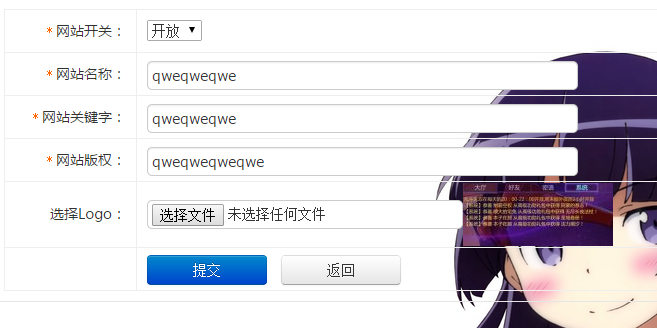 * 网站开关： 开放
* 网站名称： qweqweqwe
* 网站关键字： qweqweqwe
* 网站版权： qweqweqweqwe
大厅 好友 密语 系统
选择Logo： 选择文件 未选择任何文件
提交 返回